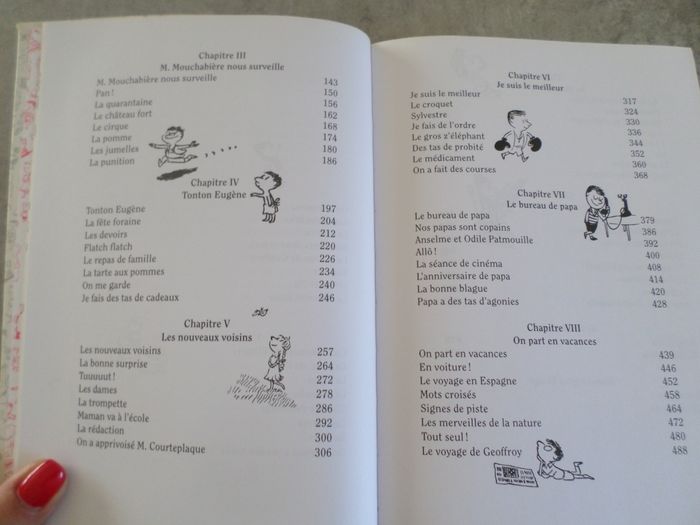 Chapitre III
M. Mouchabière nous surveille
M. Mouchabière nous surveille 143
Pan! 150
La quarantaine 156
Le château fort 162
Le cirque 168
La pomme 174
Les jumelles 180
La punition 186
Chapitre IV
Tonton Eugène
Tonton Eugène 197
La fête foraine 204
Les devoirs 212
Flatch flatch 220
Le repas de famille 226
La tarte aux pommes 234
On me garde 240
Je fais des tas de cadeaux 246
Chapitre V
Les nouveaux voisins
Les nouveaux voisins 257
La bonne surprise 264
Tuuuuut! 272
Les dames 278
La trompette 286
Maman va à l'école 292
La rédaction 300
On a apprivoisé M. Courteplaque 306
Chapitre VI
Je suis le meilleur
Je suis le meilleur 317
Le croquet 324
Sylvestre 330
Je fais de l'ordre 336
Le gros z'éléphant 344
Des tas de probité 352
Le médicament 360
On a fait des courses 368
Chapitre VII
Le bureau de papa
Le bureau de papa 379
Nos papas sont copains 386
Anselme et Odile Patmouille 392
Allô! 400
La séance de cinéma 408
L'anniversaire de papa 414
La bonne blague 420
Papa a des tas d'agonies 428
Chapitre VIII
On part en vacances
On part en vacances 439
En voiture! 446
Le voyage en Espagne 452
Mots croisés 458
Signes de piste 464
Les merveilles de la nature 472
Tout seul! 480
Le voyage de Geoffroy 488